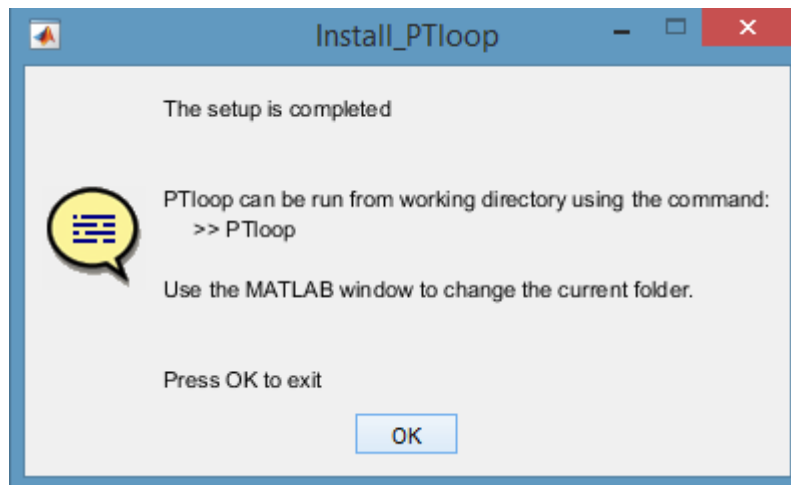 Install_PTloop
The setup is completed
PTloop can be run from working directory using the command:
>> PTloop
Use the MATLAB window to change the current folder.
Press OK to exit
OK